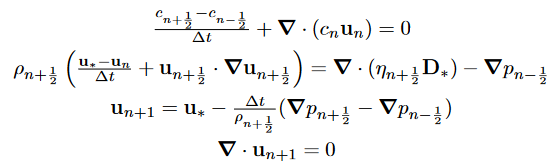 \frac{c_{n+\frac{1}{2}} - c_{n-\frac{1}{2}}}{\Delta t} + \boldsymbol{\nabla} \cdot (c_n \mathbf{u}_n) = 0
\rho_{n+\frac{1}{2}} \left( \frac{\mathbf{u}_* - \mathbf{u}_n}{\Delta t} + \mathbf{u}_{n+\frac{1}{2}} \cdot \boldsymbol{\nabla} \mathbf{u}_{n+\frac{1}{2}} \right) = \boldsymbol{\nabla} \cdot (\eta_{n+\frac{1}{2}} \mathbf{D}_*) - \boldsymbol{\nabla} p_{n-\frac{1}{2}}
\mathbf{u}_{n+1} = \mathbf{u}_* - \frac{\Delta t}{\rho_{n+\frac{1}{2}}} (\boldsymbol{\nabla} p_{n+\frac{1}{2}} - \boldsymbol{\nabla} p_{n-\frac{1}{2}})
\boldsymbol{\nabla} \cdot \mathbf{u}_{n+1} = 0